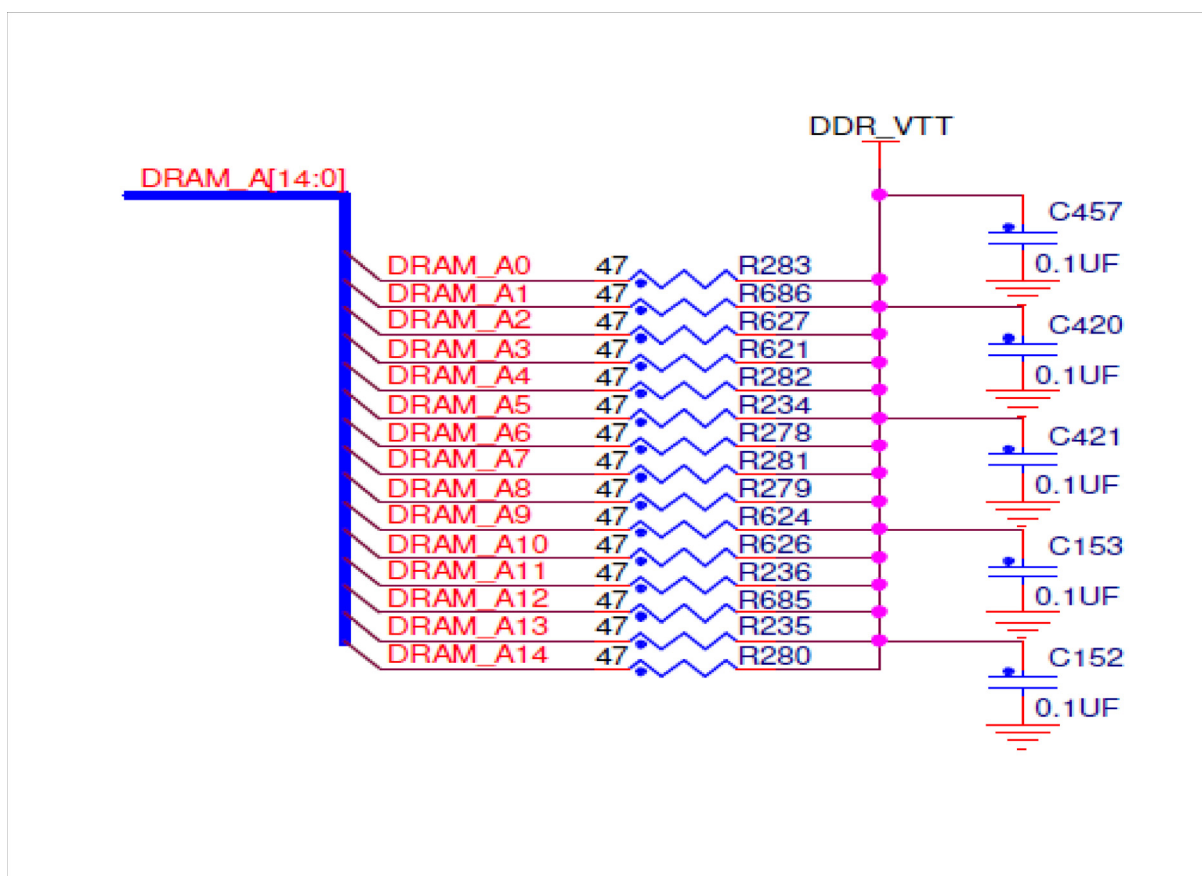 DDR_VTT
DRAM_A[14:0]
C457
DRAM_A0 47 R283 0.1UF
DRAM_A1 47 R686
DRAM_A2 47 R627 C420
DRAM_A3 47 R621
DRAM_A4 47 R282 0.1UF
DRAM_A5 47 R234
DRAM_A6 47 R278 C421
DRAM_A7 47 R281
DRAM_A8 47 R279 0.1UF
DRAM_A9 47 R624
DRAM_A10 47 R626 C153
DRAM_A11 47 R236
DRAM_A12 47 R685 0.1UF
DRAM_A13 47 R235
DRAM_A14 47 R280 C152
0.1UF